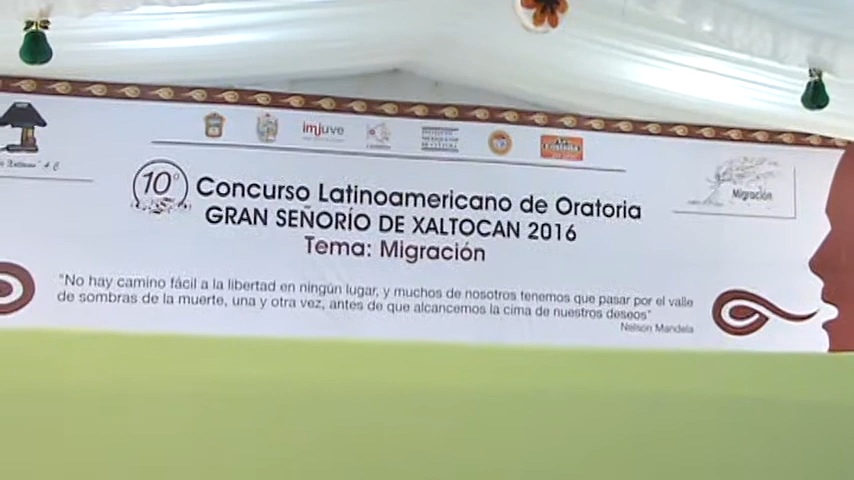 imjuve
10°
Concurso Latinoamericano de Oratoria
GRAN SEÑORÍO DE XALTOCAN 2016
Tema: Migración
Migración
"No hay camino fácil a la libertad en ningún lugar, y muchos de nosotros tenemos que pasar por el valle
de sombras de la muerte, una y otra vez, antes de que alcancemos la cima de nuestros deseos"
Nelson Mandela